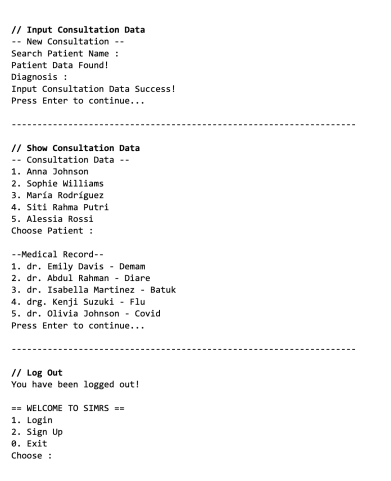 // Input Consultation Data
-- New Consultation --
Search Patient Name :
Patient Data Found!
Diagnosis :
Input Consultation Data Success!
Press Enter to continue...
-------------------------------------------------------------------
// Show Consultation Data
-- Consultation Data --
1. Anna Johnson
2. Sophie Williams
3. María Rodríguez
4. Siti Rahma Putri
5. Alessia Rossi
Choose Patient :
--Medical Record--
1. dr. Emily Davis - Demam
2. dr. Abdul Rahman - Diare
3. dr. Isabella Martinez - Batuk
4. drg. Kenji Suzuki - Flu
5. dr. Olivia Johnson - Covid
Press Enter to continue...
-------------------------------------------------------------------
// Log Out
You have been logged out!
== WELCOME TO SIMRS ==
1. Login
2. Sign Up
0. Exit
Choose :